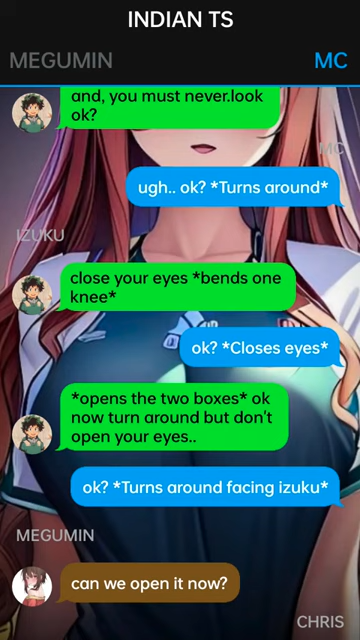 INDIAN TS
MEGUMIN
MC
and, you must never.look
ok?
MC
ugh.. ok? *Turns around*
IZUKU
close your eyes *bends one
knee*
ok? *Closes eyes*
*opens the two boxes* ok
now turn around but don't
open your eyes..
ok? *Turns around facing izuku*
MEGUMIN
can we open it now?
CHRIS